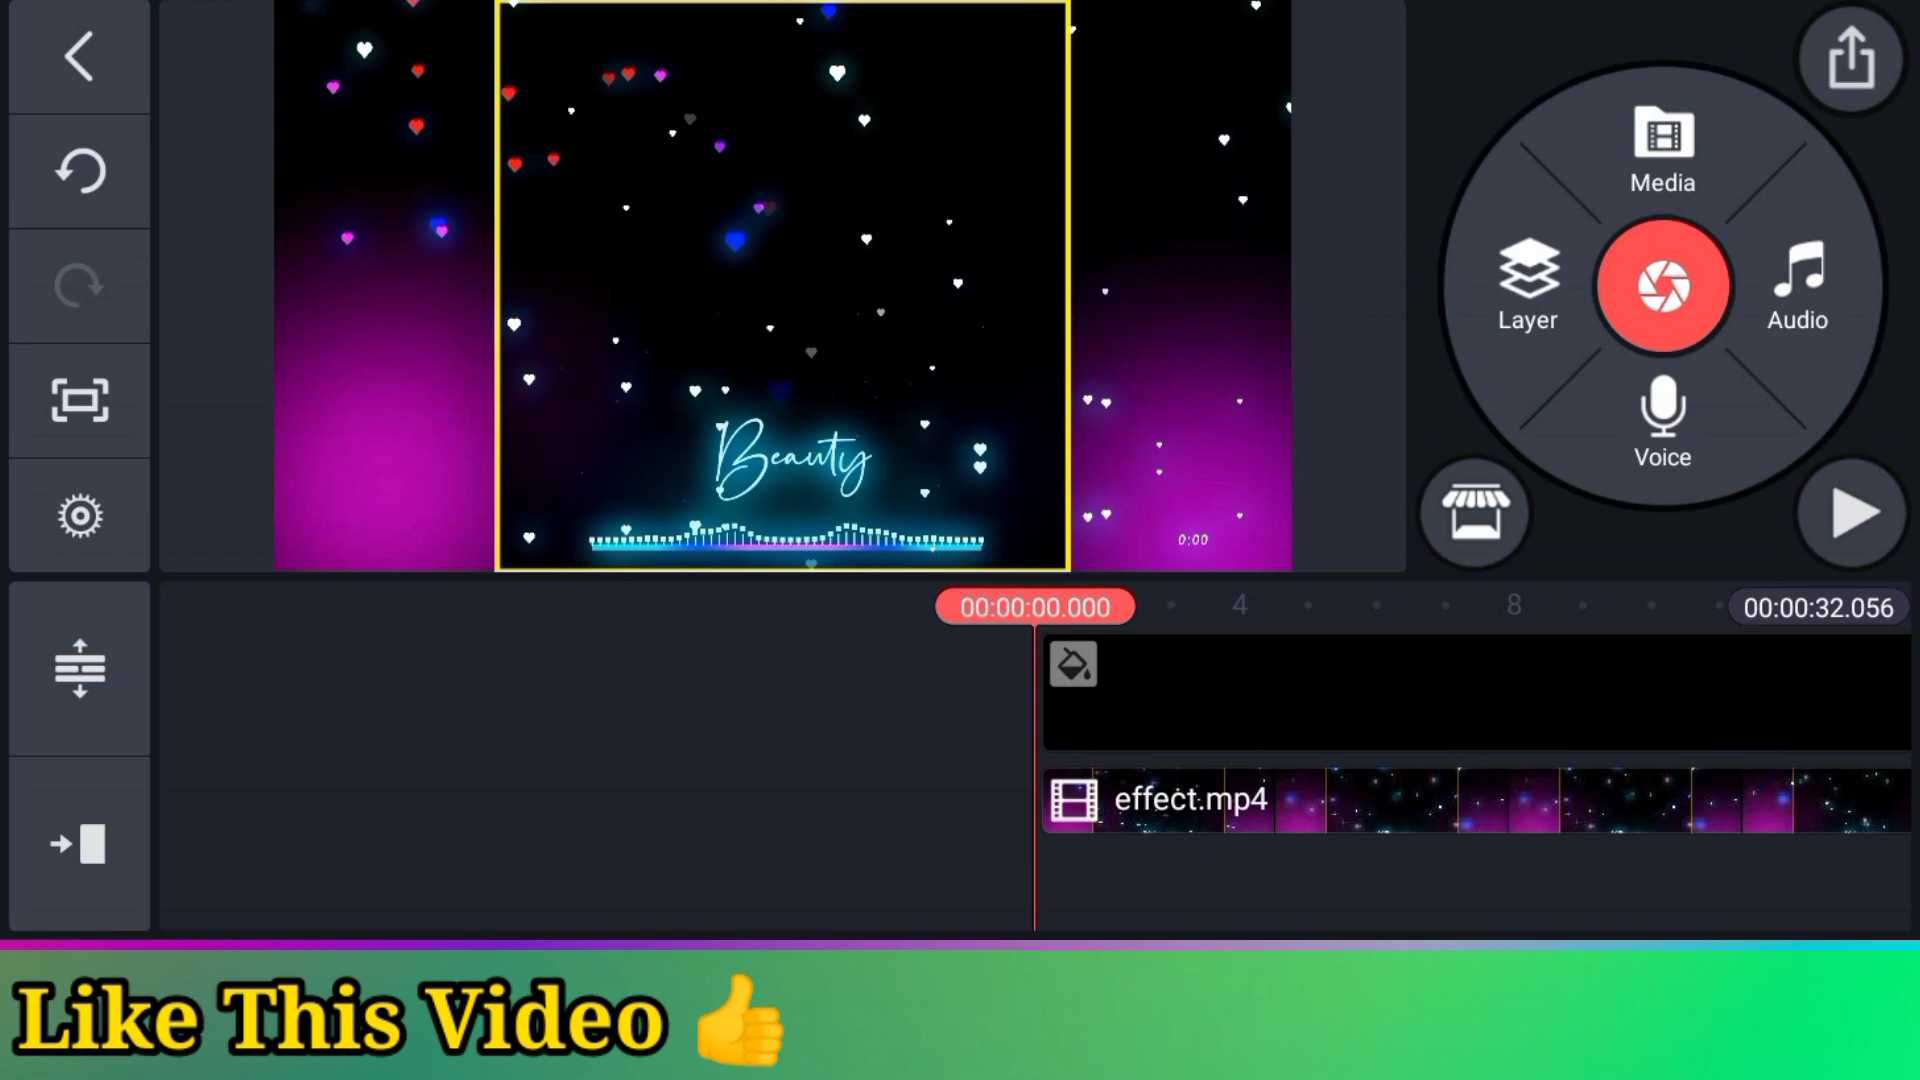 Media
Layer
Audio
Voice
Beauty
0:00
00:00:00.000
4
8
00:00:32.056
effect.mp4
Like This Video 👍